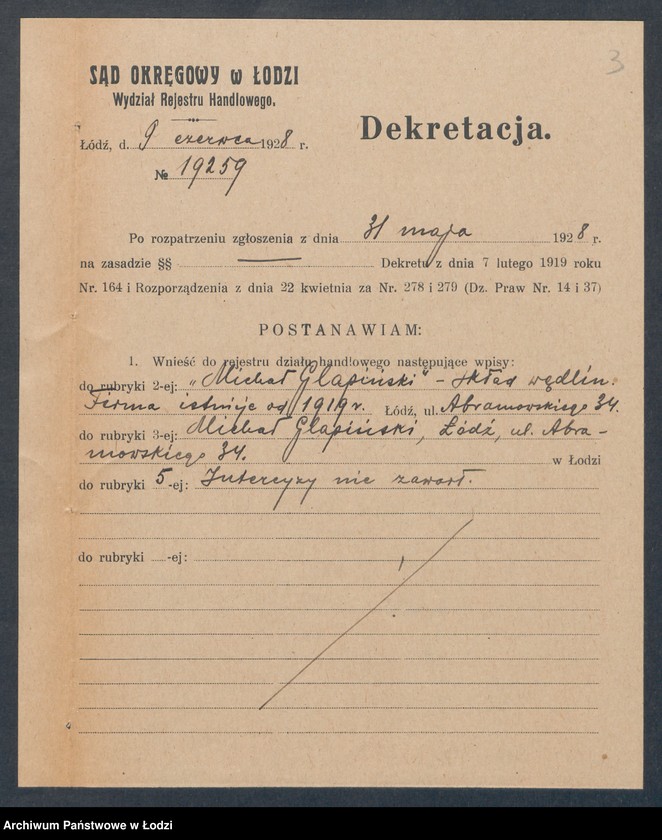 3
SĄD OKRĘGOWY w ŁODZI
Wydział Rejestru Handlowego.
Dekretacja.
Łódź, d. 9 czerwca 1928 r.
№ 19259
Po rozpatrzeniu zgłoszenia z dnia 31 maja 1928 r.
na zasadzie §§ — Dekretu z dnia 7 lutego 1919 roku
Nr. 164 i Rozporządzenia z dnia 22 kwietnia za Nr. 278 i 279 (Dz. Praw Nr. 14 i 37)
POSTANAWIAM:
1. Wnieść do rejestru działu handlowego następujące wpisy:
do rubryki 2-ej: „Michał Glapiński" - skład wędlin.
Firma istnieje od 1919 r. Łódź, ul. Abramowskiego 34.
do rubryki 3-ej: Michał Glapiński, Łódź, ul. Abra-
mowskiego 34. w Łodzi
do rubryki 5-ej: Intercyzy nie zawarł.
do rubryki -ej:
Archiwum Państwowe w Łodzi